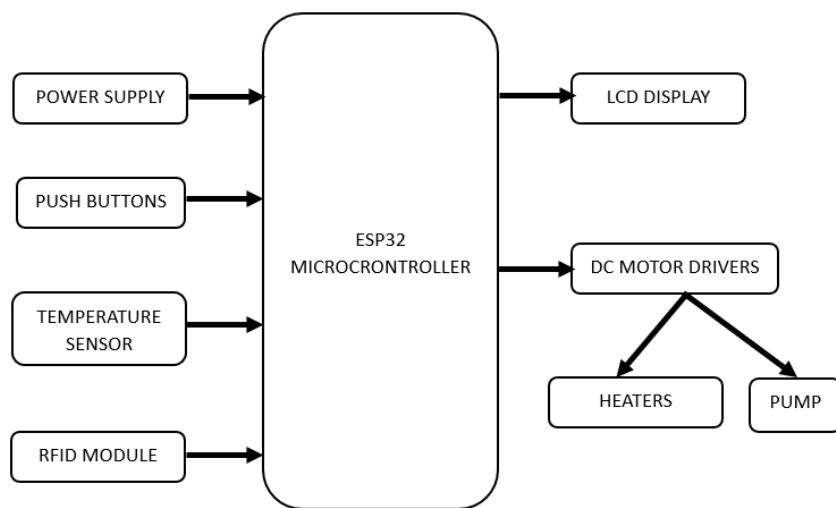 POWER SUPPLY
PUSH BUTTONS
TEMPERATURE
SENSOR
RFID MODULE
ESP32
MICROCRONTROLLER
LCD DISPLAY
DC MOTOR DRIVERS
HEATERS
PUMP